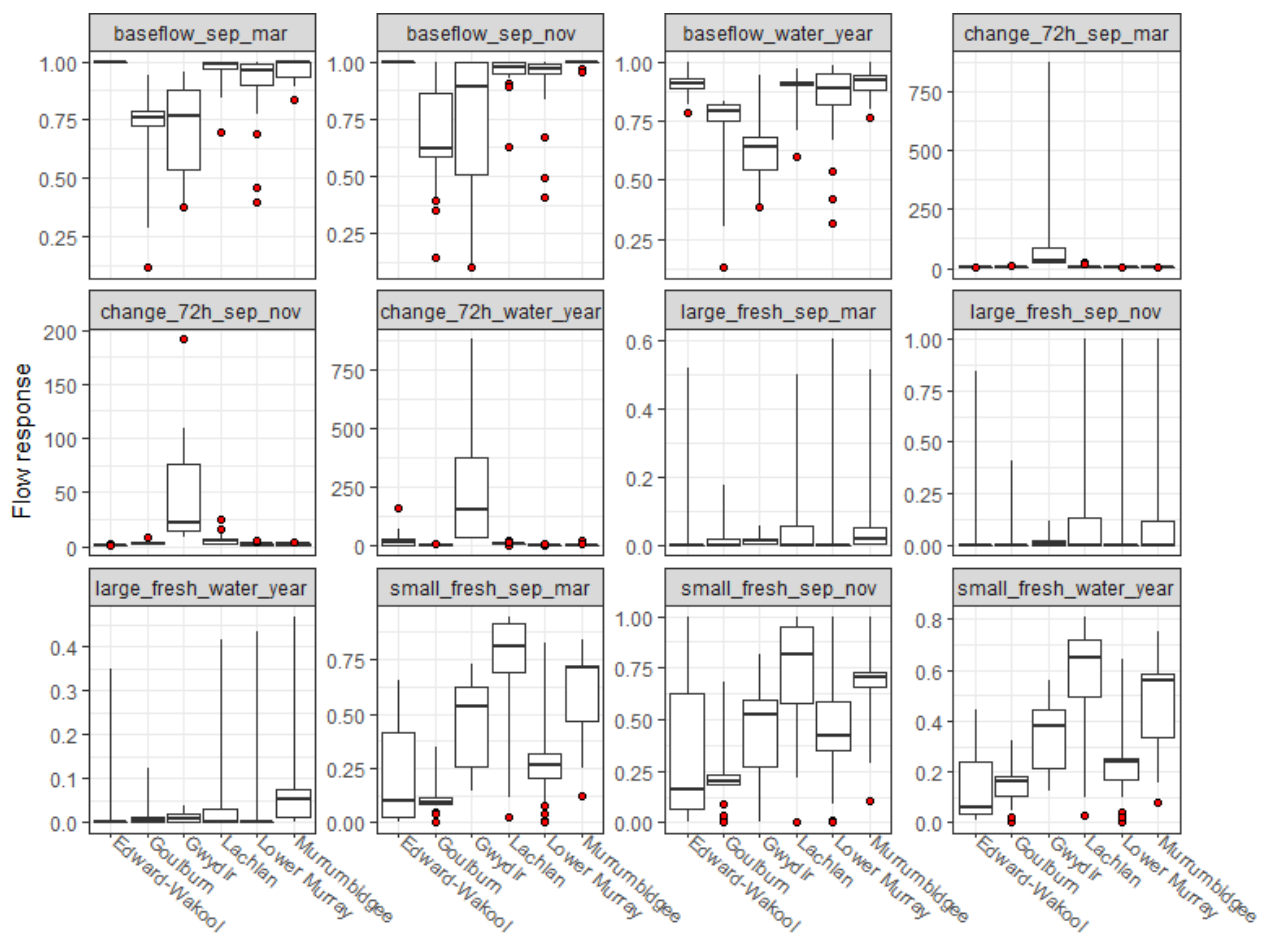 baseflow_sep_mar baseflow_sep_nov baseflow_water_year change_72h_sep_mar
1.00 1.00 1.00 750
0.75 0.75 0.75 500
0.50 0.50 0.50 250
0.25 0.25 0.25 0
change_72h_sep_nov change_72h_water_year large_fresh_sep_mar large_fresh_sep_nov
200 750 0.6 1.00
150 500 0.4 0.75
100 250 0.2 0.50
50 0 0.0 0.25
0 0.00
Flow response
large_fresh_water_year small_fresh_sep_mar small_fresh_sep_nov small_fresh_water_year
0.4 0.75 1.00 0.8
0.3 0.50 0.75 0.6
0.2 0.25 0.50 0.4
0.1 0.00 0.25 0.2
0.0 0.00 0.0
Edward-Wakool Goulburn Gwydir Lachlan Lower Murray Murrumbidgee
Edward-Wakool Goulburn Gwydir Lachlan Lower Murray Murrumbidgee
Edward-Wakool Goulburn Gwydir Lachlan Lower Murray Murrumbidgee
Edward-Wakool Goulburn Gwydir Lachlan Lower Murray Murrumbidgee